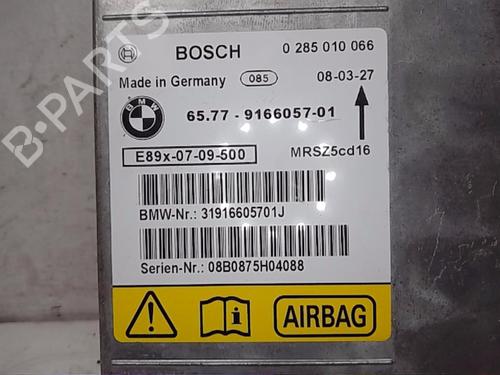 BOSCH 0 285 010 066
Made in Germany 085 08-03-27
BMW 65.77 - 9166057-01
E89x-07-09-500 MRSZ5cd16
BMW-Nr.: 31916605701J
Serien-Nr.: 08B0875H04088
AIRBAG
B-PARTS